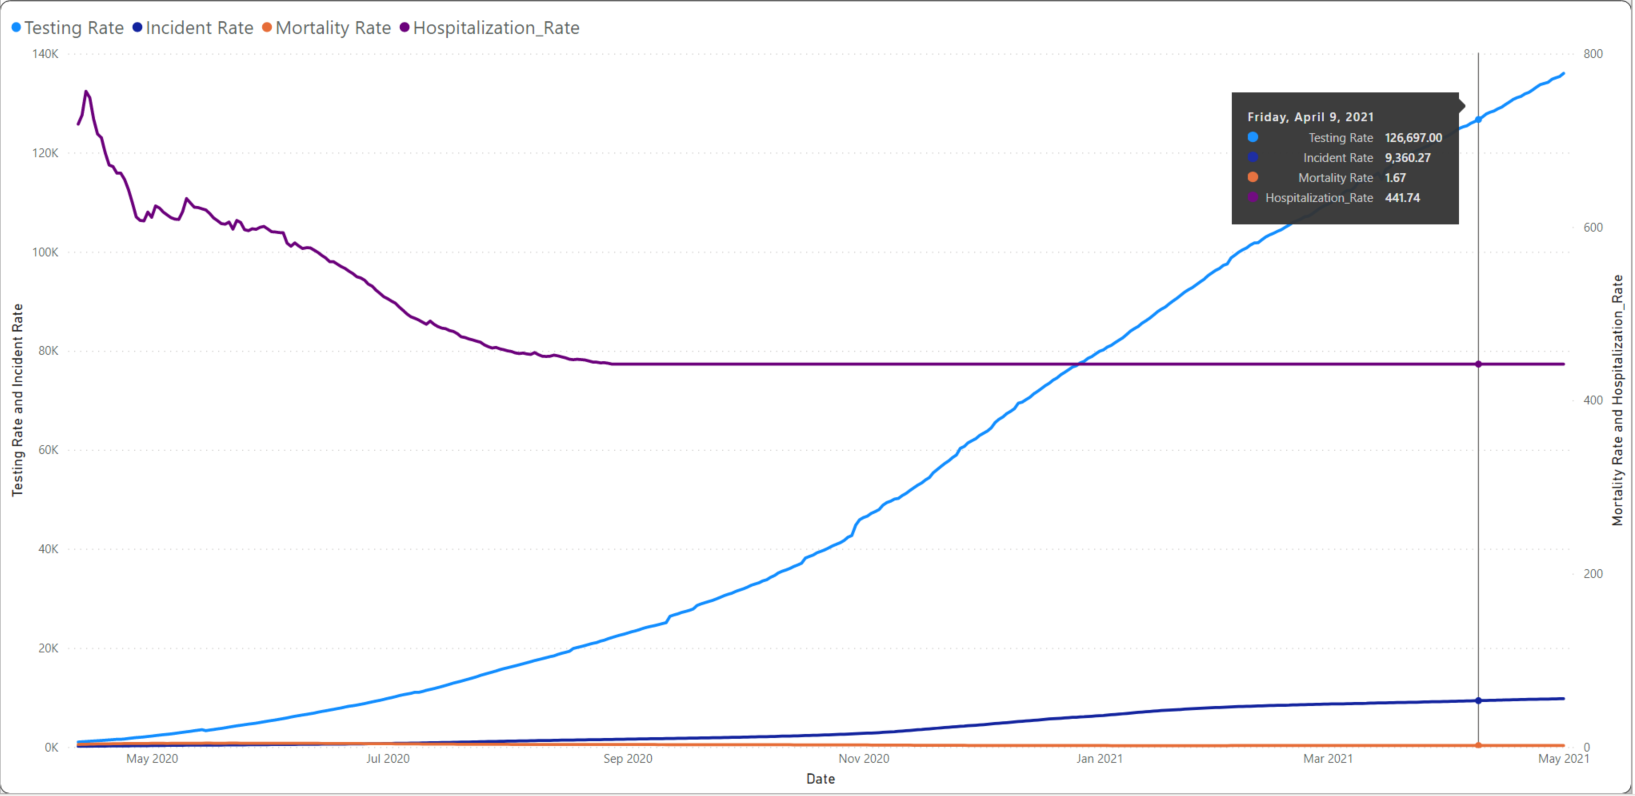 Testing Rate Incident Rate Mortality Rate Hospitalization_Rate
140K
120K
100K
80K
60K
40K
20K
0K
Testing Rate and Incident Rate
Friday, April 9, 2021
Testing Rate 126,697.00
Incident Rate 9,360.27
Mortality Rate 1.67
Hospitalization_Rate 441.74
800
600
400
200
0
Mortality Rate and Hospitalization_Rate
May 2020 Jul 2020 Sep 2020 Nov 2020 Jan 2021 Mar 2021 May 2021
Date